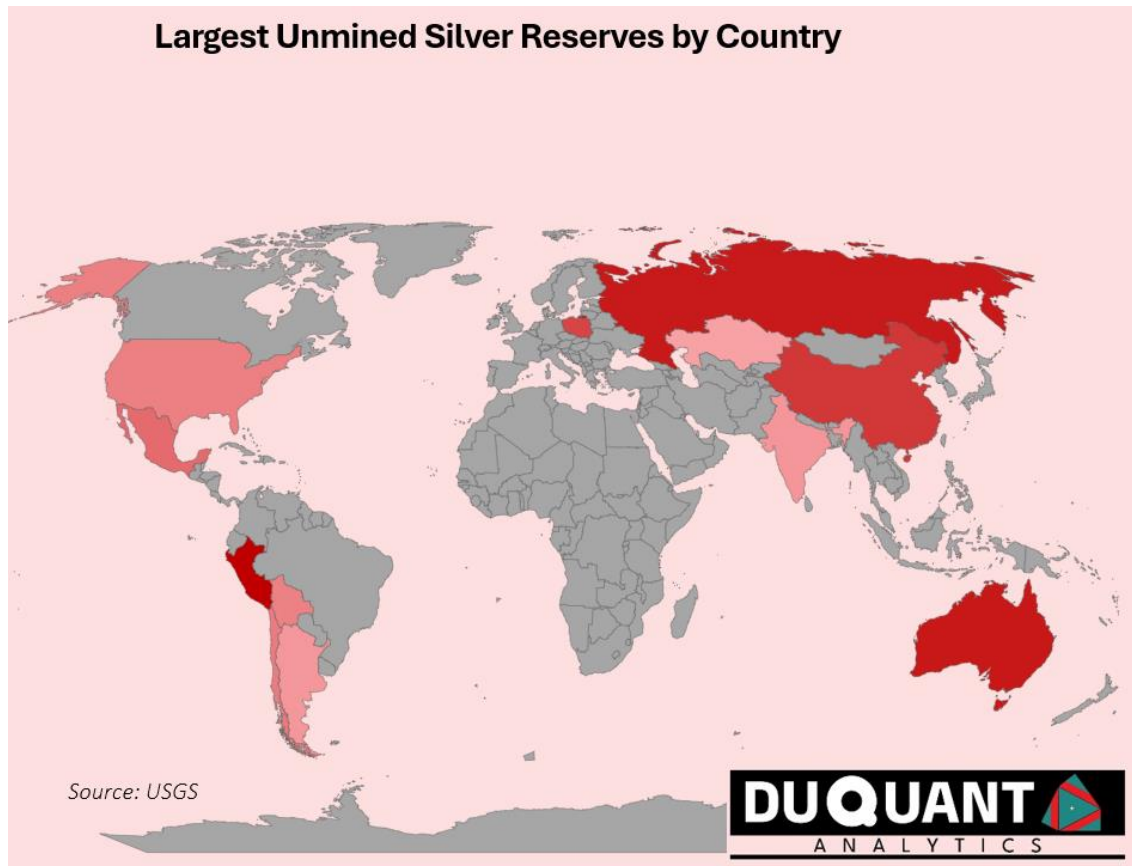 Largest Unmined Silver Reserves by Country
Source: USGS
DUQUANT
ANALYTICS